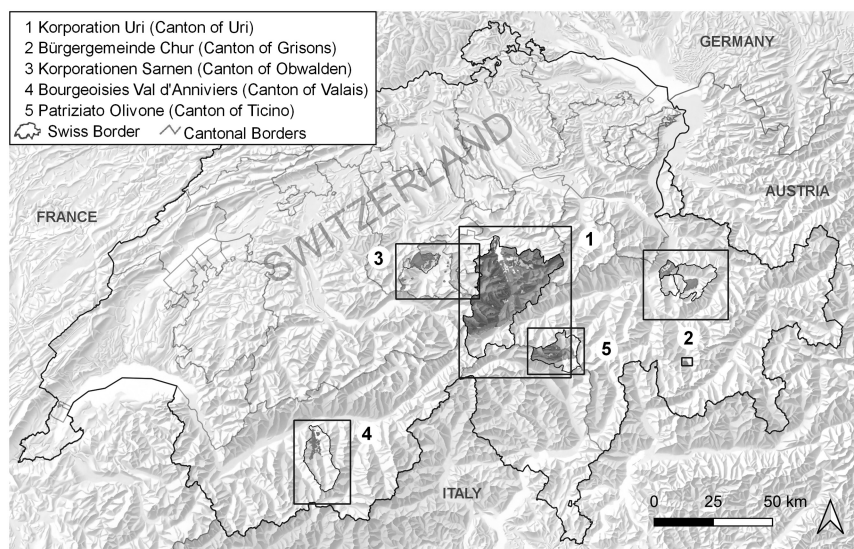 1 Korporation Uri (Canton of Uri)
2 Bürgergemeinde Chur (Canton of Grisons)
3 Korporationen Sarnen (Canton of Obwalden)
4 Bourgeoisies Val d'Anniviers (Canton of Valais)
5 Patriziato Olivone (Canton of Ticino)
Swiss Border Cantonal Borders
GERMANY
AUSTRIA
FRANCE
SWITZERLAND
1
3
2
5
4
ITALY
0 25 50 km